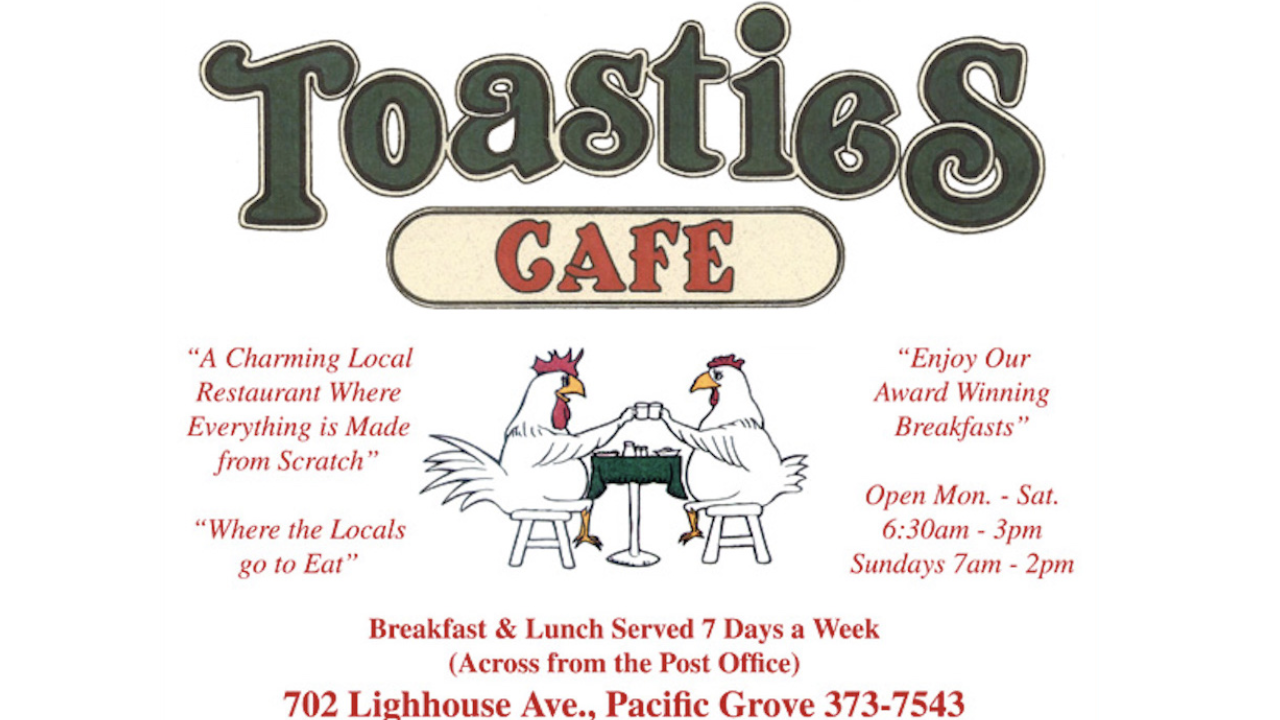 Toasties
CAFE
“A Charming Local
Restaurant Where
Everything is Made
from Scratch”
“Where the Locals
go to Eat”
“Enjoy Our
Award Winning
Breakfasts”
Open Mon. - Sat.
6:30am - 3pm
Sundays 7am - 2pm
Breakfast & Lunch Served 7 Days a Week
(Across from the Post Office)
702 Lighhouse Ave., Pacific Grove 373-7543